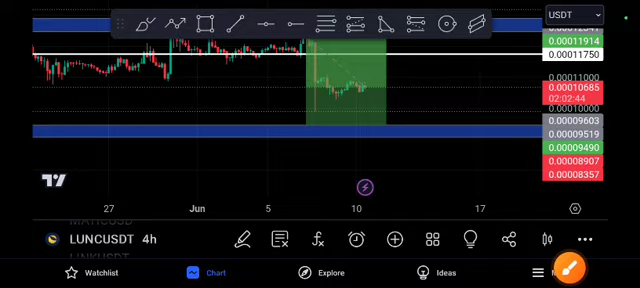 USDT
0.00011914
0.00011750
0.00011000
0.00010685
02:02:44
0.00010000
0.00009603
0.00009519
0.00009490
0.00008907
0.00008357
27 Jun 5 10 17
LUNCUSDT 4h
Watchlist Chart Explore Ideas